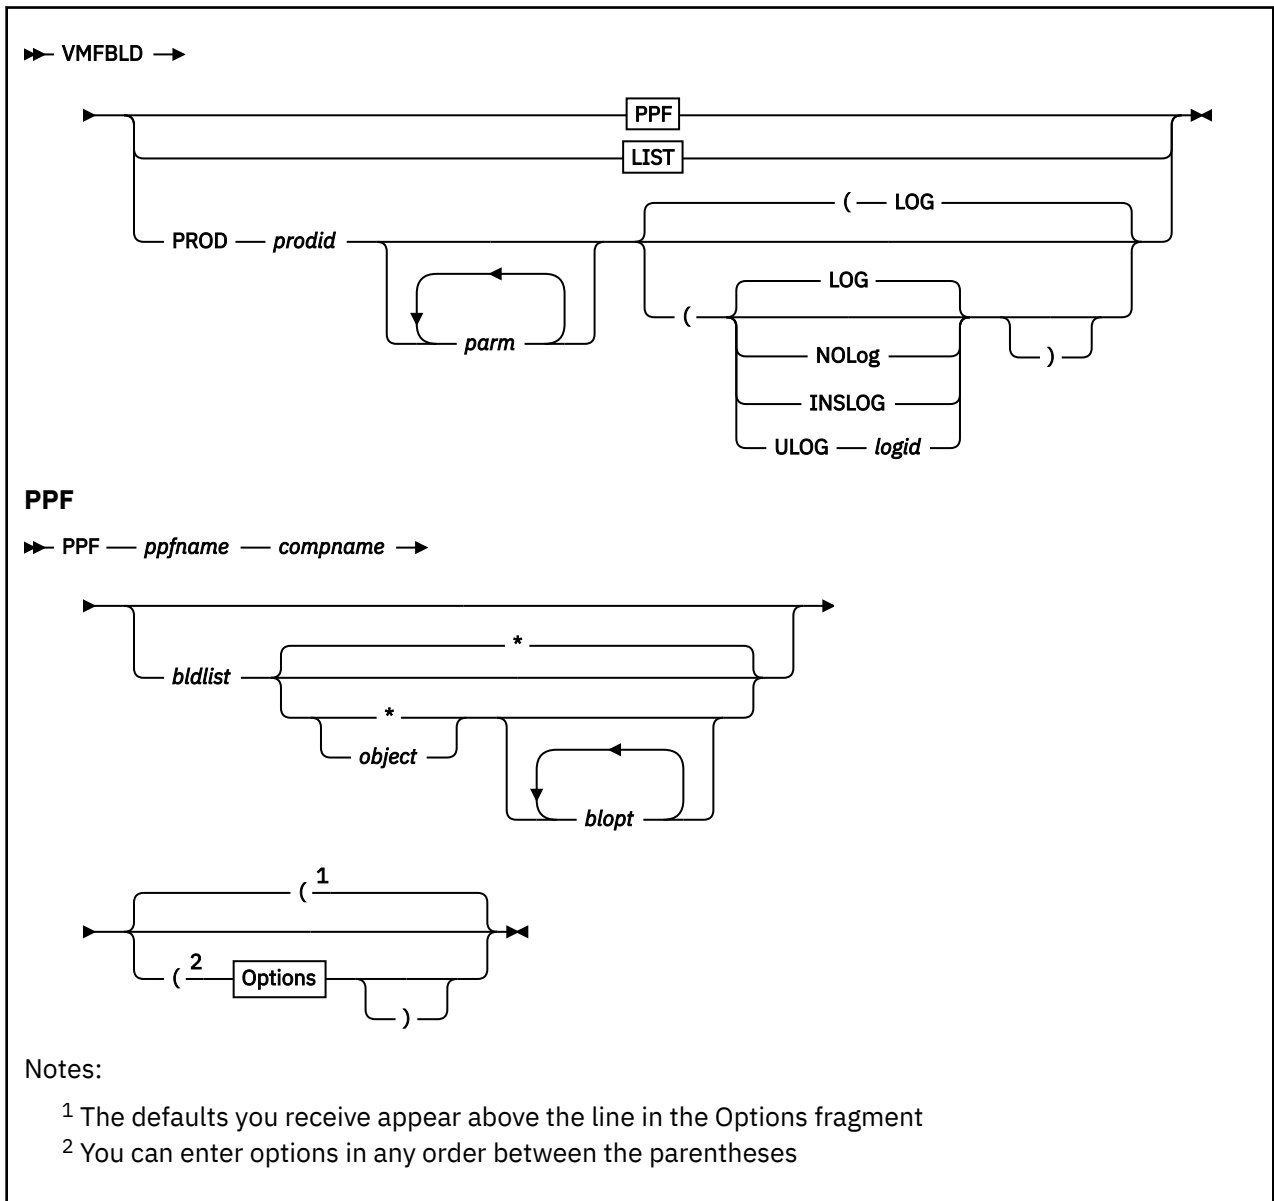 VMFBLD
PPF
LIST
( LOG
PROD prodid
LOG
(
parm
NOLog
)
INSLOG
ULOG logid
PPF
PPF ppfname compname
*
bldlist
*
object
blopt
( 1
( 2 Options
)
Notes:
1 The defaults you receive appear above the line in the Options fragment
2 You can enter options in any order between the parentheses